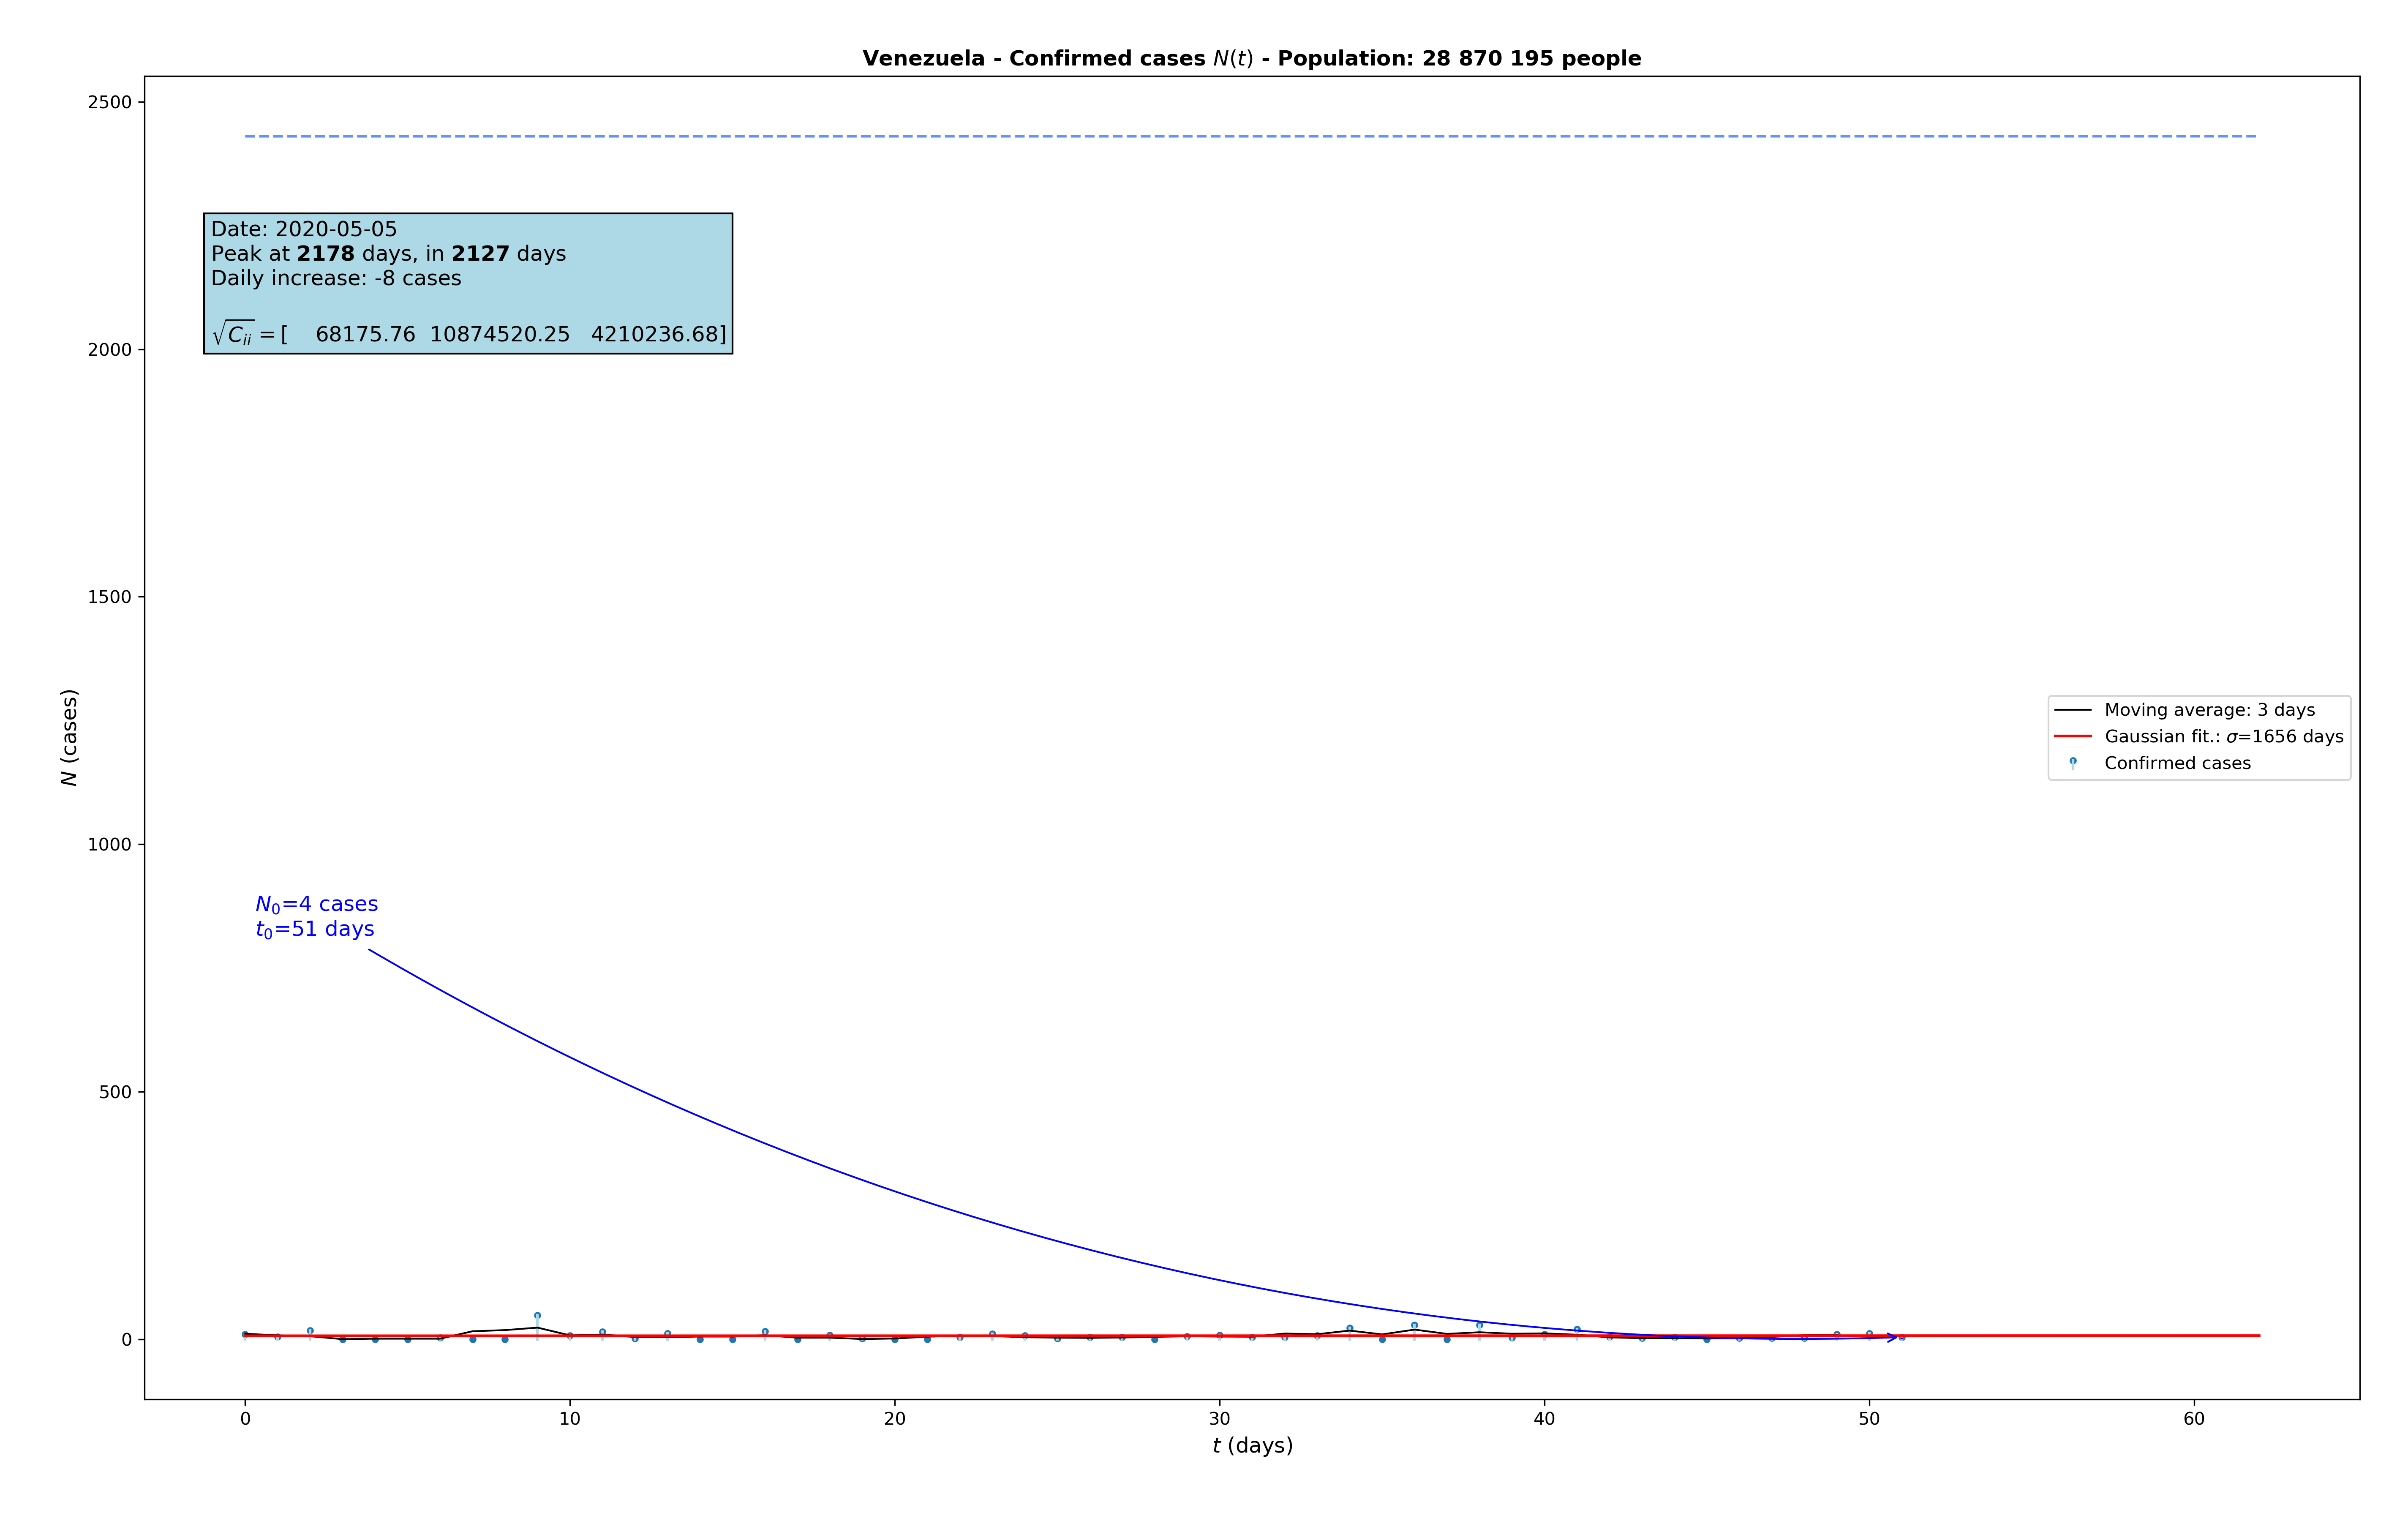 Venezuela - Confirmed cases N(t) - Population: 28 870 195 people
2500
2000
1500
1000
500
0
N (cases)
Date: 2020-05-05
Peak at 2178 days, in 2127 days
Daily increase: -8 cases
√C_ii = [ 68175.76 10874520.25 4210236.68]
N_0=4 cases
t_0=51 days
Moving average: 3 days
Gaussian fit.: σ=1656 days
Confirmed cases
0 10 20 30 40 50 60
t (days)